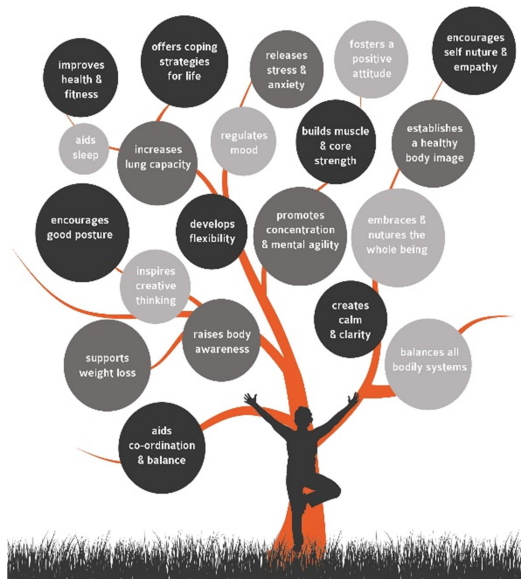 improves
health &
fitness
offers coping
strategies
for life
releases
stress &
anxiety
fosters a
positive
attitude
encourages
self nuture &
empathy
aids
sleep
increases
lung capacity
regulates
mood
builds muscle
& core
strength
establishes
a healthy
body image
encourages
good posture
develops
flexibility
promotes
concentration
& mental agility
embraces &
nutures the
whole being
inspires
creative
thinking
creates
calm
& clarity
supports
weight loss
raises body
awareness
balances all
bodily systems
aids
co-ordination
& balance